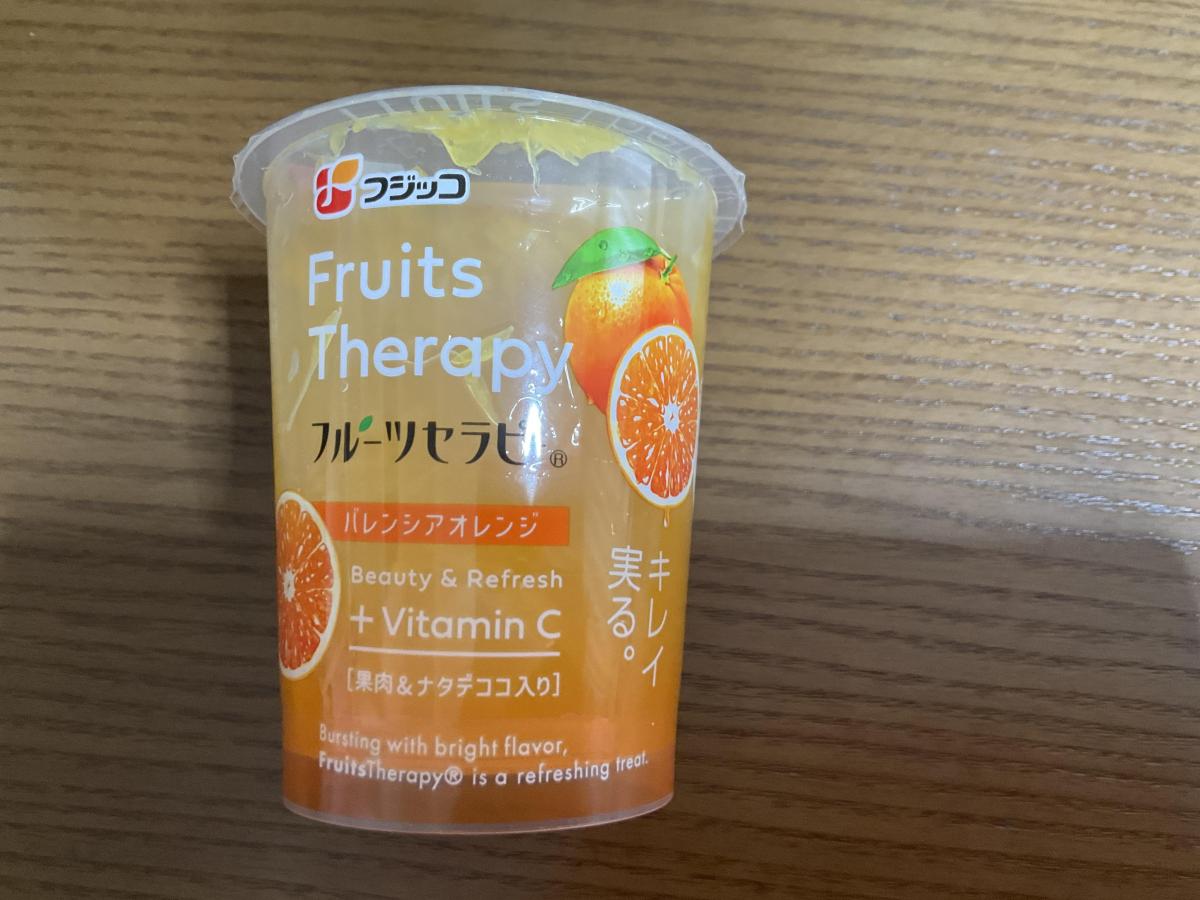 フジッコ
Fruits
Therapy
フルーツセラピー®
バレンシアオレンジ
Beauty & Refresh
+ Vitamin C
[果肉&ナタデココ入り]
キレイ
実る。
Bursting with bright flavor,
FruitsTherapy® is a refreshing treat.